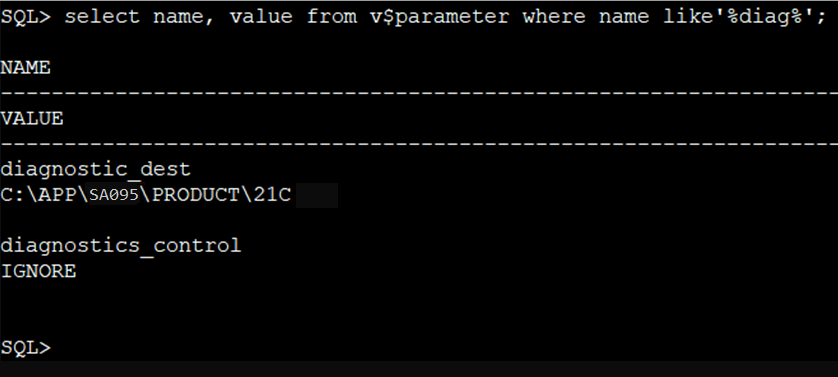 SQL> select name, value from v$parameter where name like'%diag%';
NAME
--------------------------------------------------------------------------------
VALUE
--------------------------------------------------------------------------------
diagnostic_dest
C:\APP\SA095\PRODUCT\21C
diagnostics_control
IGNORE
SQL>